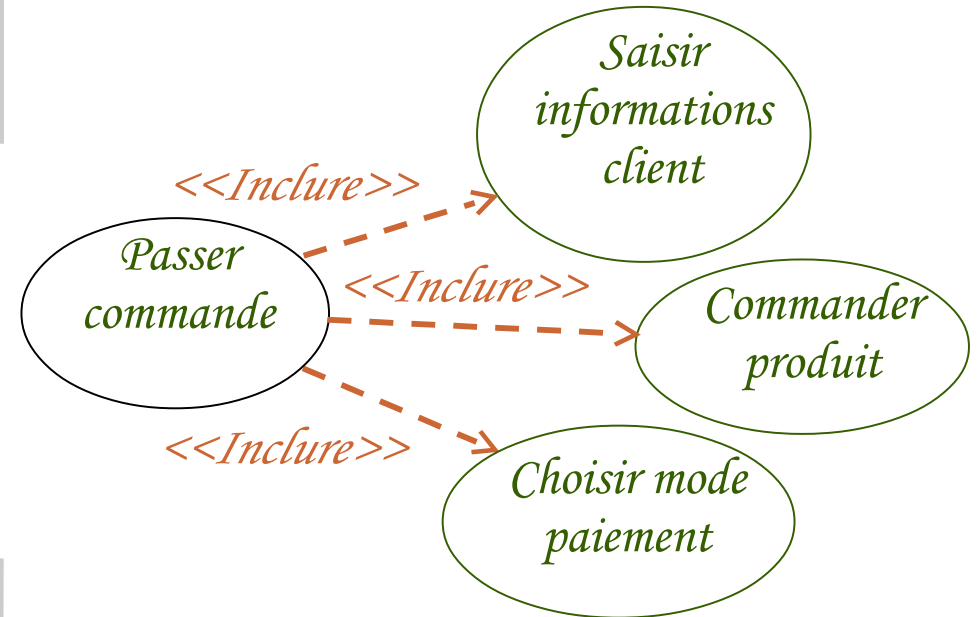 Saisir
informations
client
<<Inclure>>
Passer
commande
<<Inclure>>
Commander
produit
<<Inclure>>
Choisir mode
paiement